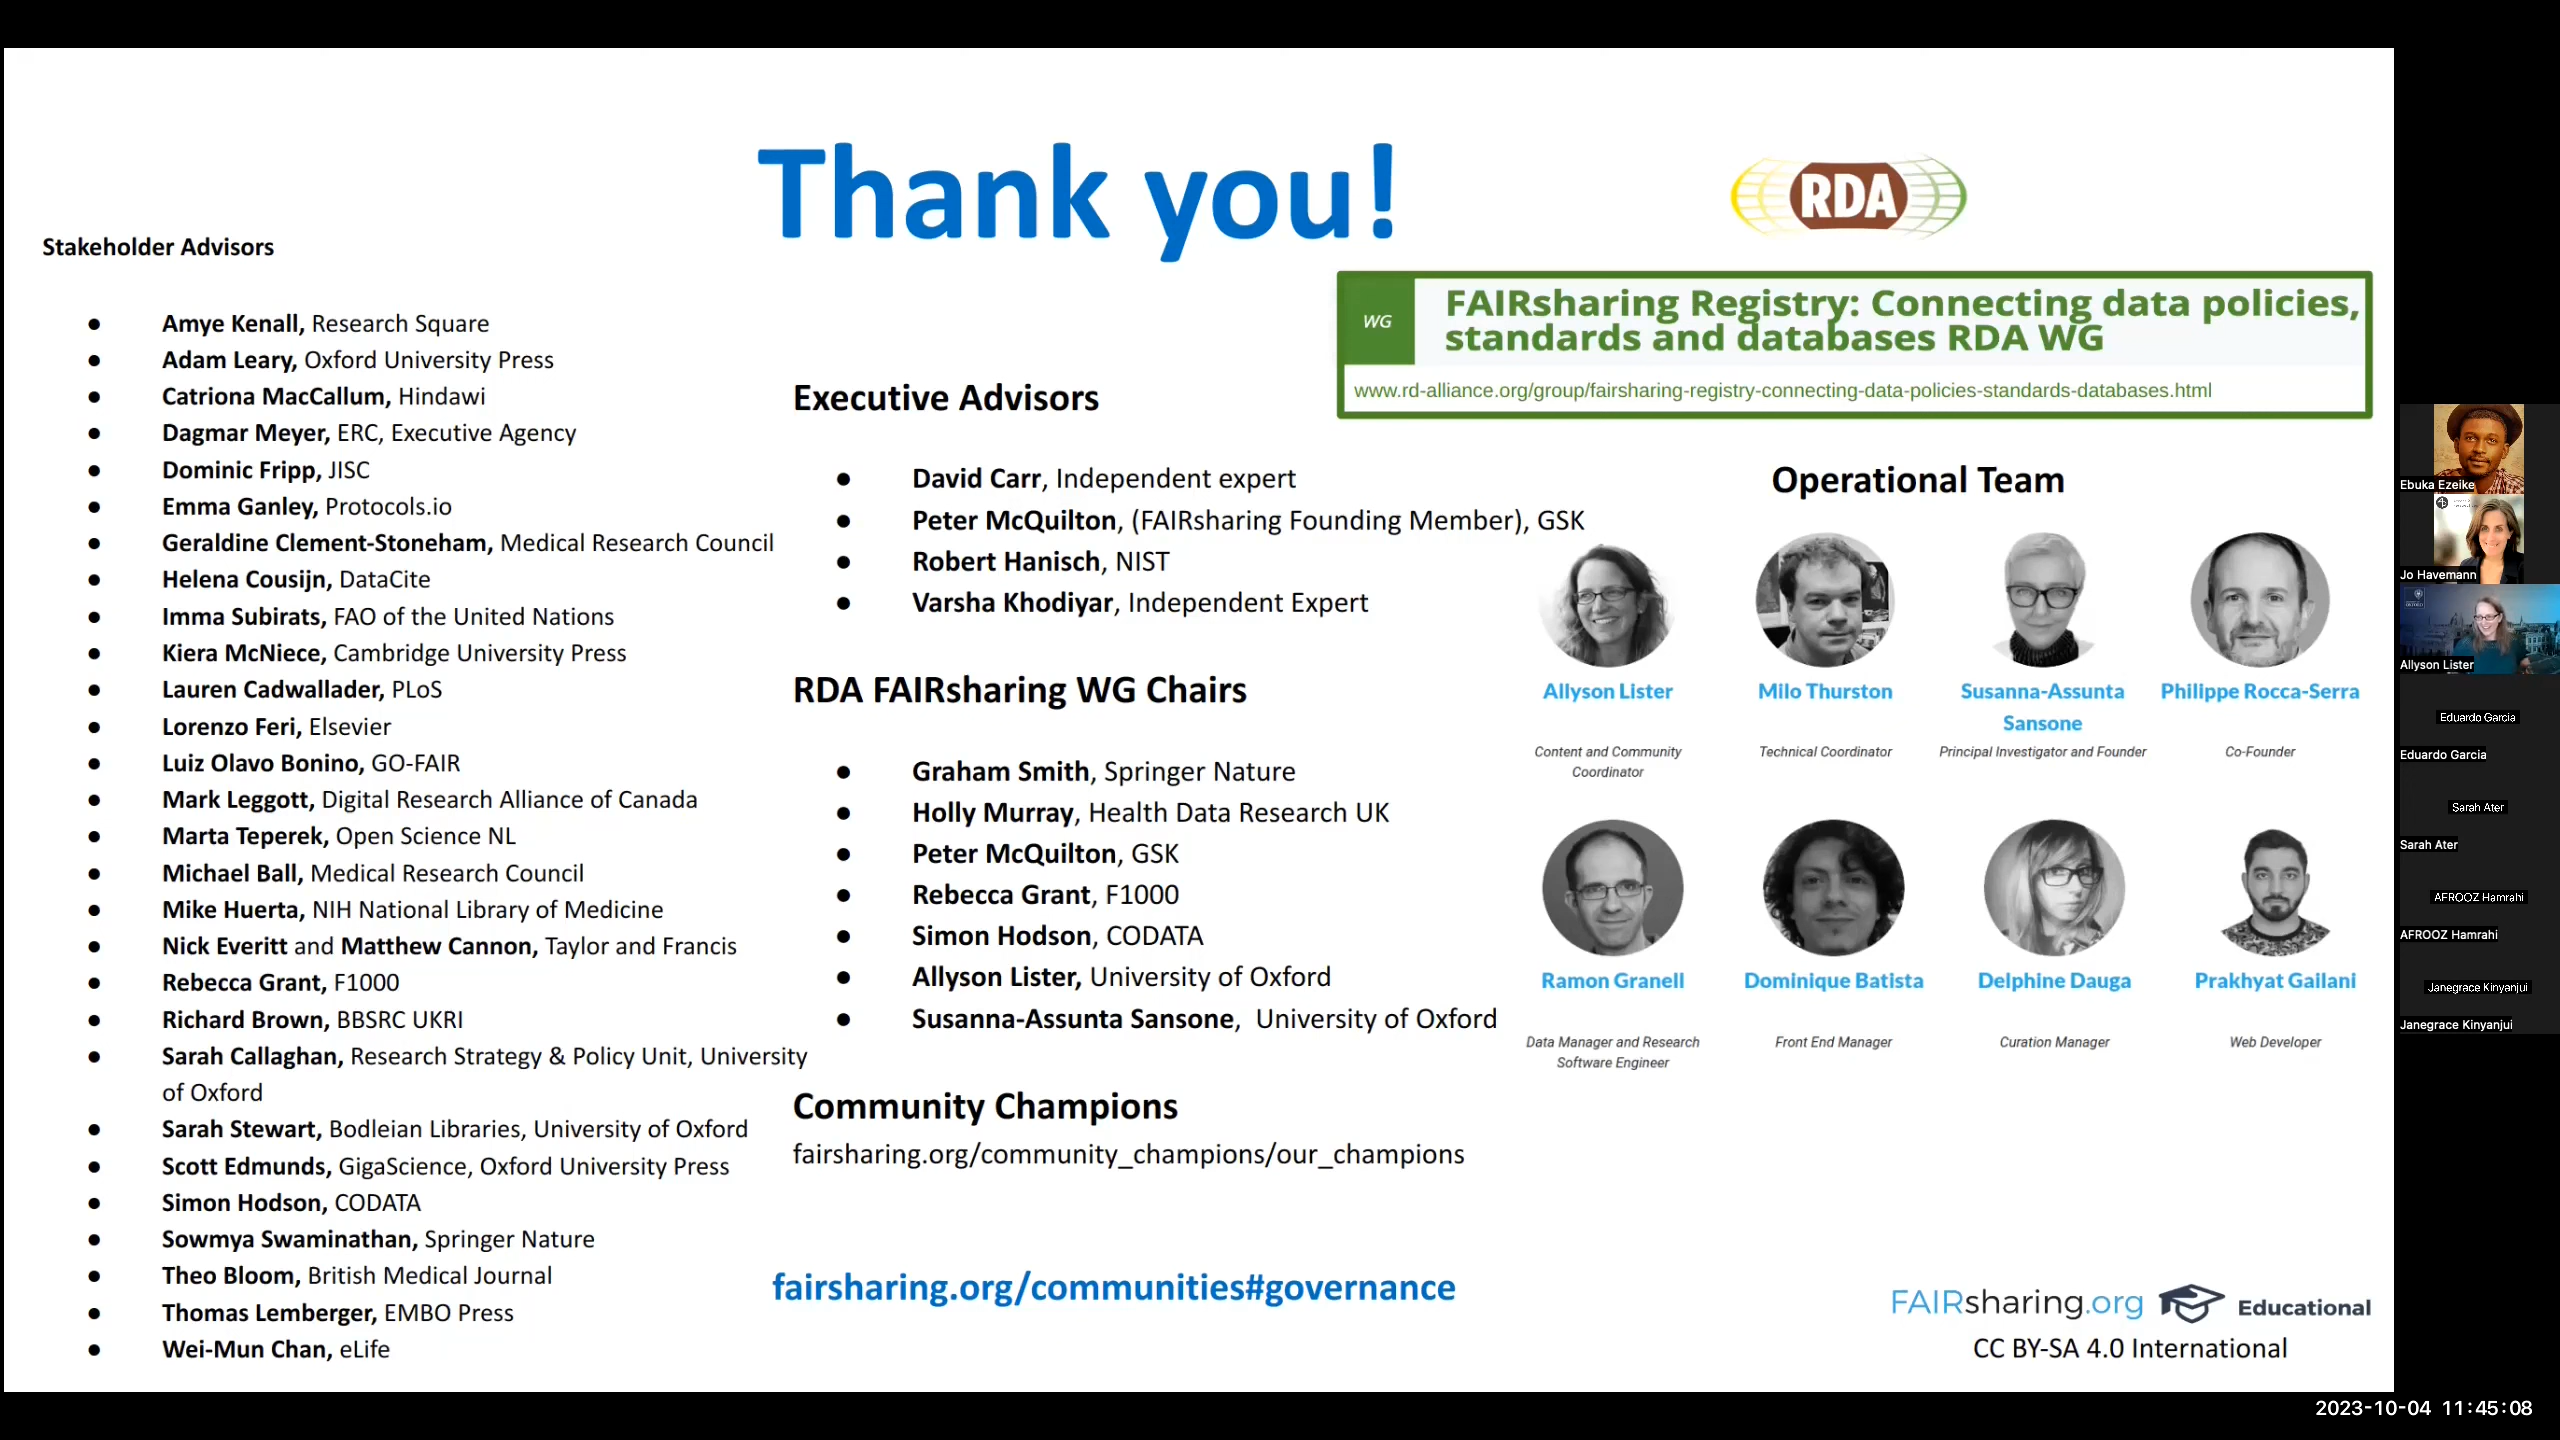 Thank you!
RDA
Stakeholder Advisors
● Amye Kenall, Research Square
● Adam Leary, Oxford University Press
● Catriona MacCallum, Hindawi
● Dagmar Meyer, ERC, Executive Agency
● Dominic Fripp, JISC
● Emma Ganley, Protocols.io
● Geraldine Clement-Stoneham, Medical Research Council
● Helena Cousijn, DataCite
● Imma Subirats, FAO of the United Nations
● Kiera McNiece, Cambridge University Press
● Lauren Cadwallader, PLoS
● Lorenzo Feri, Elsevier
● Luiz Olavo Bonino, GO-FAIR
● Mark Leggott, Digital Research Alliance of Canada
● Marta Teperek, Open Science NL
● Michael Ball, Medical Research Council
● Mike Huerta, NIH National Library of Medicine
● Nick Everitt and Matthew Cannon, Taylor and Francis
● Rebecca Grant, F1000
● Richard Brown, BBSRC UKRI
● Sarah Callaghan, Research Strategy & Policy Unit, University
of Oxford
● Sarah Stewart, Bodleian Libraries, University of Oxford
● Scott Edmunds, GigaScience, Oxford University Press
● Simon Hodson, CODATA
● Sowmya Swaminathan, Springer Nature
● Theo Bloom, British Medical Journal
● Thomas Lemberger, EMBO Press
● Wei-Mun Chan, eLife
Executive Advisors
● David Carr, Independent expert
● Peter McQuilton, (FAIRsharing Founding Member), GSK
● Robert Hanisch, NIST
● Varsha Khodiyar, Independent Expert
RDA FAIRsharing WG Chairs
● Graham Smith, Springer Nature
● Holly Murray, Health Data Research UK
● Peter McQuilton, GSK
● Rebecca Grant, F1000
● Simon Hodson, CODATA
● Allyson Lister, University of Oxford
● Susanna-Assunta Sansone, University of Oxford
Community Champions
fairsharing.org/community_champions/our_champions
fairsharing.org/communities#governance
WG
FAIRsharing Registry: Connecting data policies,
standards and databases RDA WG
www.rd-alliance.org/group/fairsharing-registry-connecting-data-policies-standards-databases.html
Operational Team
Allyson Lister
Content and Community
Coordinator
Milo Thurston
Technical Coordinator
Susanna-Assunta
Sansone
Principal Investigator and Founder
Philippe Rocca-Serra
Co-Founder
Ramon Granell
Data Manager and Research
Software Engineer
Dominique Batista
Front End Manager
Delphine Dauga
Curation Manager
Prakhyat Gailani
Web Developer
FAIRsharing.org Educational
CC BY-SA 4.0 International
Ebuka Ezeike
Jo Havemann
Allyson Lister
Eduardo Garcia
Eduardo Garcia
Sarah Ater
Sarah Ater
AFROOZ Hamrahi
AFROOZ Hamrahi
Janegrace Kinyanjui
Janegrace Kinyanjui
2023-10-04 11:45:08